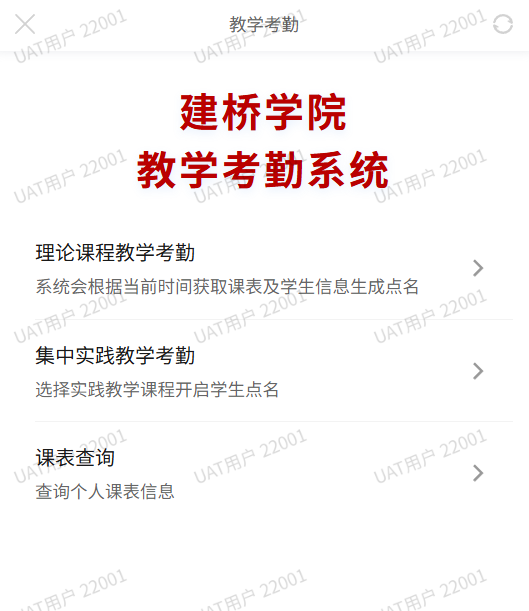 教学考勤
UAT用户 22001 UAT用户 22001 UAT用户 22001
建桥学院
教学考勤系统
UAT用户 22001 UAT用户 22001 UAT用户 22001
理论课程教学考勤
系统会根据当前时间获取课表及学生信息生成点名
UAT用户 22001 UAT用户 22001 UAT用户 22001
集中实践教学考勤
选择实践教学课程开启学生点名
课表查询
UAT用户 22001 UAT用户 22001 UAT用户 22001
查询个人课表信息
UAT用户 22001 UAT用户 22001 UAT用户 22001